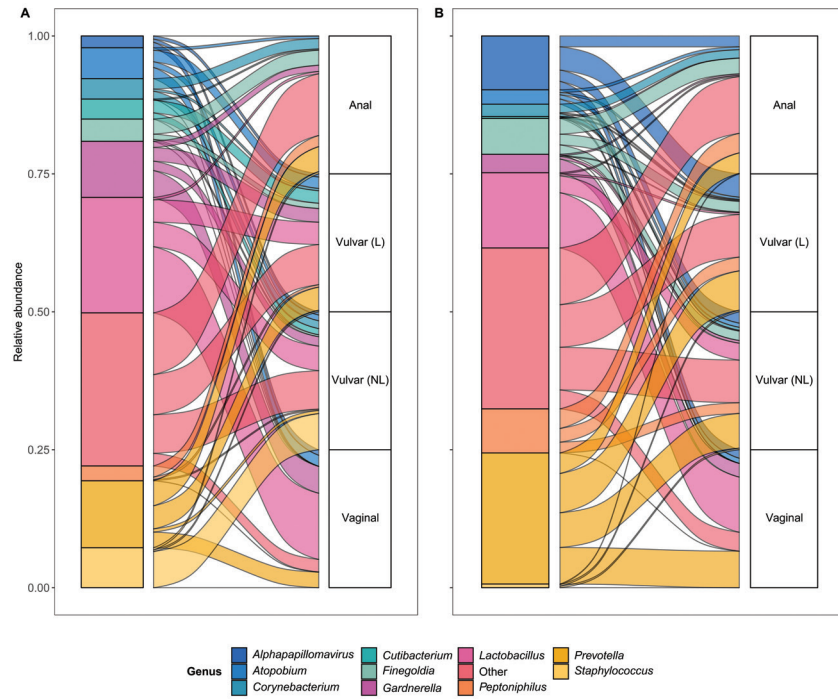 A
B
Relative abundance
1.00
0.75
0.50
0.25
0.00
Anal
Vulvar (L)
Vulvar (NL)
Vaginal
Anal
Vulvar (L)
Vulvar (NL)
Vaginal
Genus
Alphapapillomavirus
Atopobium
Corynebacterium
Cutibacterium
Finegoldia
Gardnerella
Lactobacillus
Other
Peptoniphilus
Prevotella
Staphylococcus